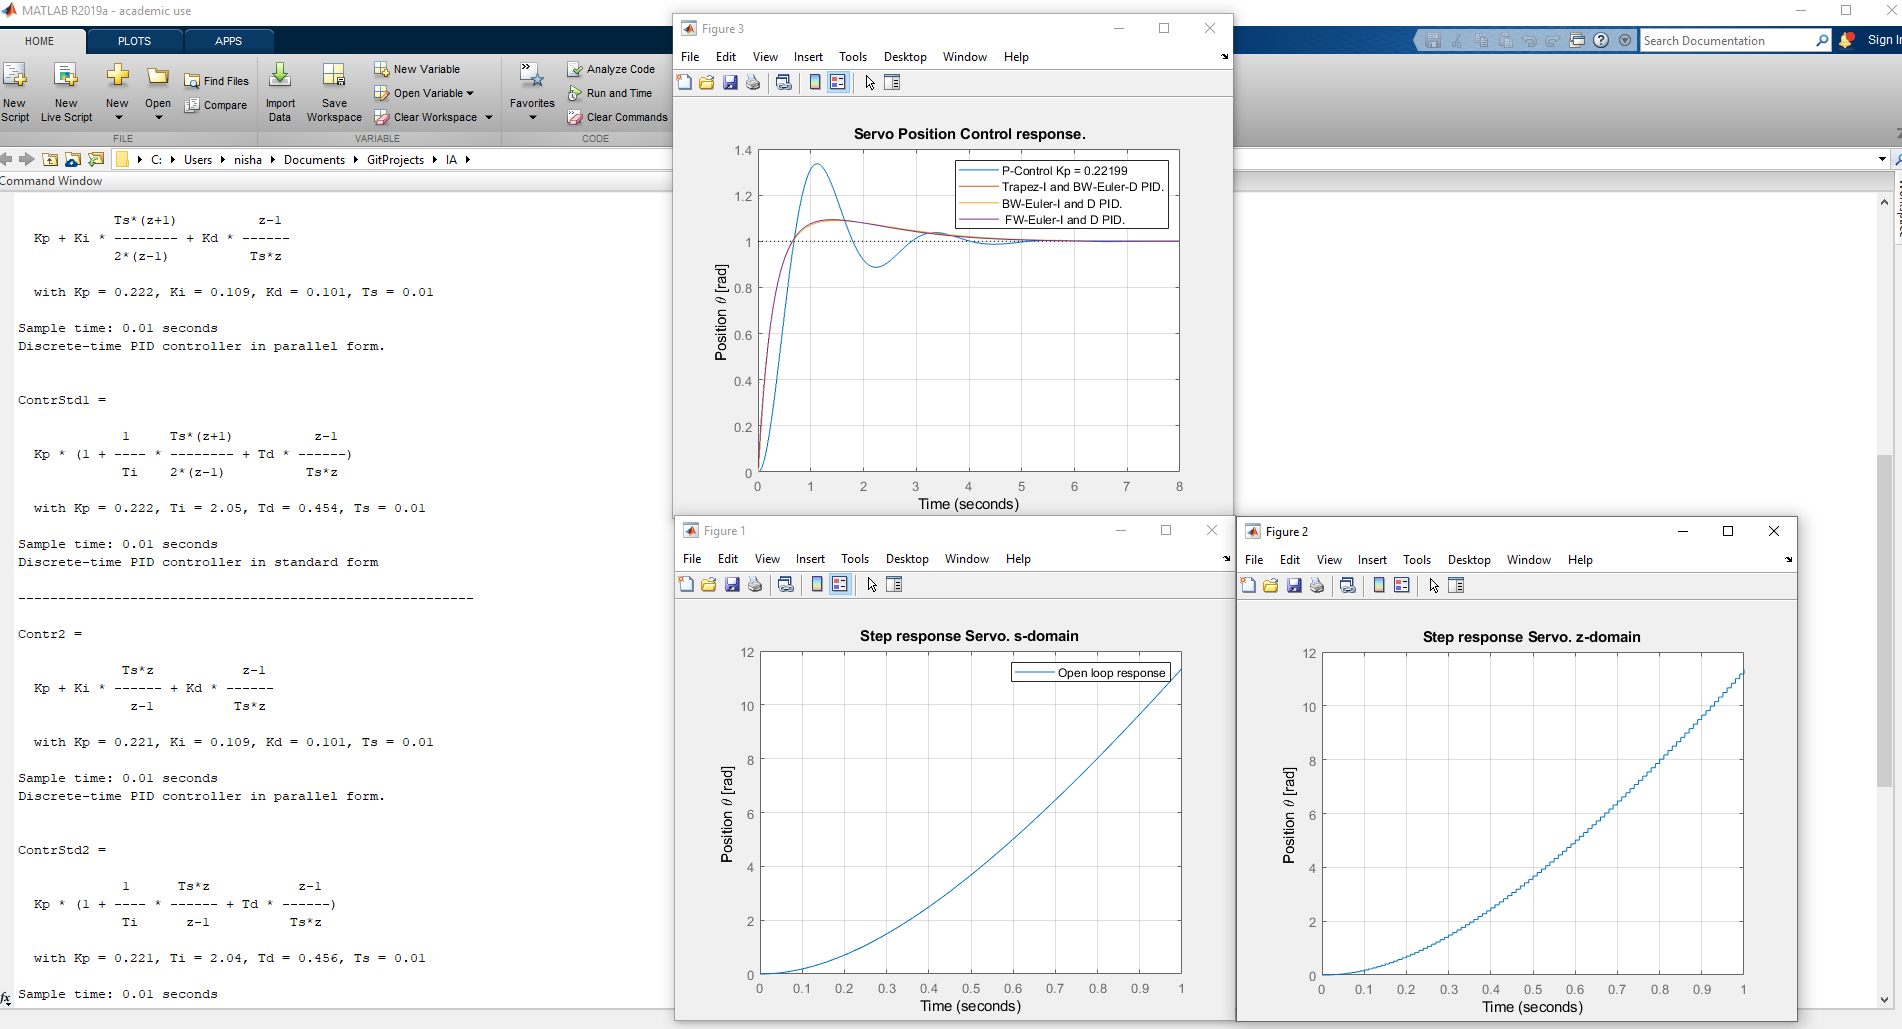 MATLAB R2019a - academic use
HOME PLOTS APPS
Search Documentation
Sign In
New Script
New Live Script
New
Open
Find Files
Compare
Import Data
Save Workspace
New Variable
Open Variable
Clear Workspace
Favorites
Analyze Code
Run and Time
Clear Commands
FILE VARIABLE CODE
C: Users nisha Documents GitProjects IA
Command Window
Ts*(z+1) z-1
Kp + Ki * -------- + Kd * ------
2*(z-1) Ts*z
with Kp = 0.222, Ki = 0.109, Kd = 0.101, Ts = 0.01
Sample time: 0.01 seconds
Discrete-time PID controller in parallel form.
ContrStd1 =
1 Ts*(z+1) z-1
Kp * (1 + ---- * -------- + Td * ------)
Ti 2*(z-1) Ts*z
with Kp = 0.222, Ti = 2.05, Td = 0.454, Ts = 0.01
Sample time: 0.01 seconds
Discrete-time PID controller in standard form
---------------------------------------------------------
Contr2 =
Ts*z z-1
Kp + Ki * ------ + Kd * ------
z-1 Ts*z
with Kp = 0.221, Ki = 0.109, Kd = 0.101, Ts = 0.01
Sample time: 0.01 seconds
Discrete-time PID controller in parallel form.
ContrStd2 =
1 Ts*z z-1
Kp * (1 + ---- * ------ + Td * ------)
Ti z-1 Ts*z
with Kp = 0.221, Ti = 2.04, Td = 0.456, Ts = 0.01
Sample time: 0.01 seconds
fx
Figure 3
File Edit View Insert Tools Desktop Window Help
Servo Position Control response.
P-Control Kp = 0.22199
Trapez-I and BW-Euler-D PID.
BW-Euler-I and D PID.
FW-Euler-I and D PID.
1.4
1.2
1
0.8
0.6
0.4
0.2
0
Position θ [rad]
0 1 2 3 4 5 6 7 8
Time (seconds)
Figure 1
File Edit View Insert Tools Desktop Window Help
Step response Servo. s-domain
Open loop response
12
10
8
6
4
2
0
Position θ [rad]
0 0.1 0.2 0.3 0.4 0.5 0.6 0.7 0.8 0.9 1
Time (seconds)
Figure 2
File Edit View Insert Tools Desktop Window Help
Step response Servo. z-domain
12
10
8
6
4
2
0
Position θ [rad]
0 0.1 0.2 0.3 0.4 0.5 0.6 0.7 0.8 0.9 1
Time (seconds)